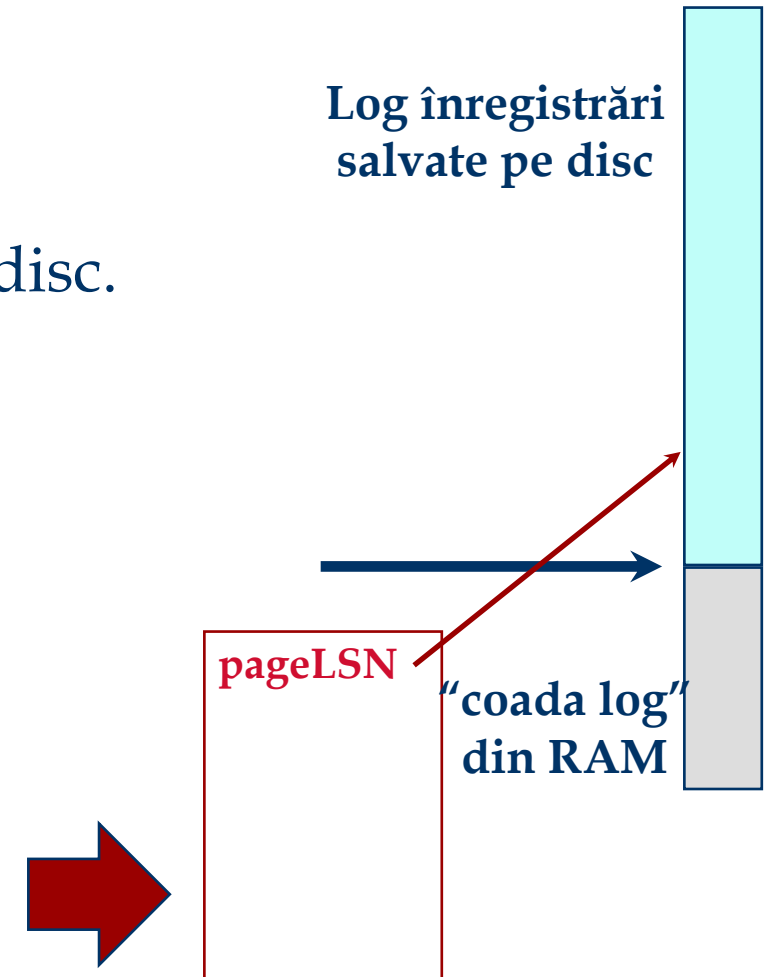 Log înregistrări
salvate pe disc
disc.
pageLSN
“coada log”
din RAM